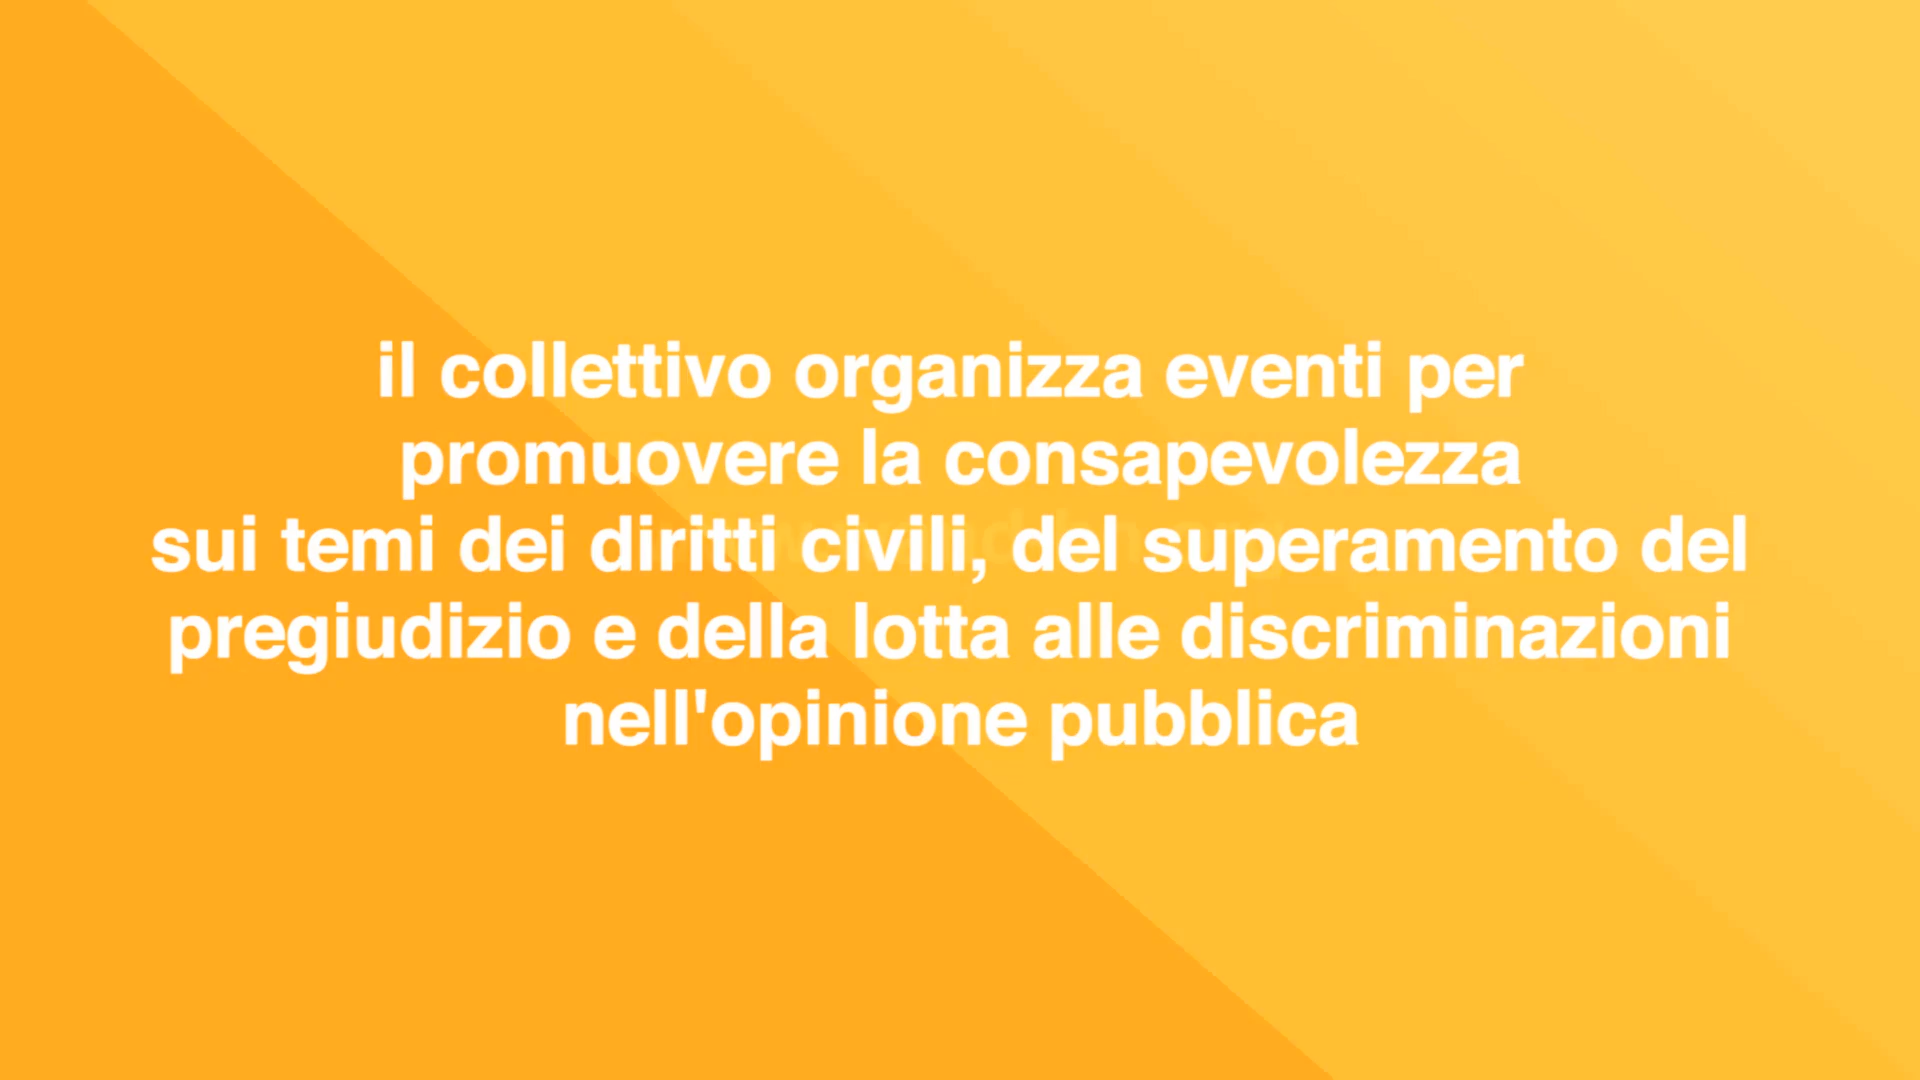 il collettivo organizza eventi per
promuovere la consapevolezza
sui temi dei diritti civili, del superamento del
pregiudizio e della lotta alle discriminazioni
nell'opinione pubblica